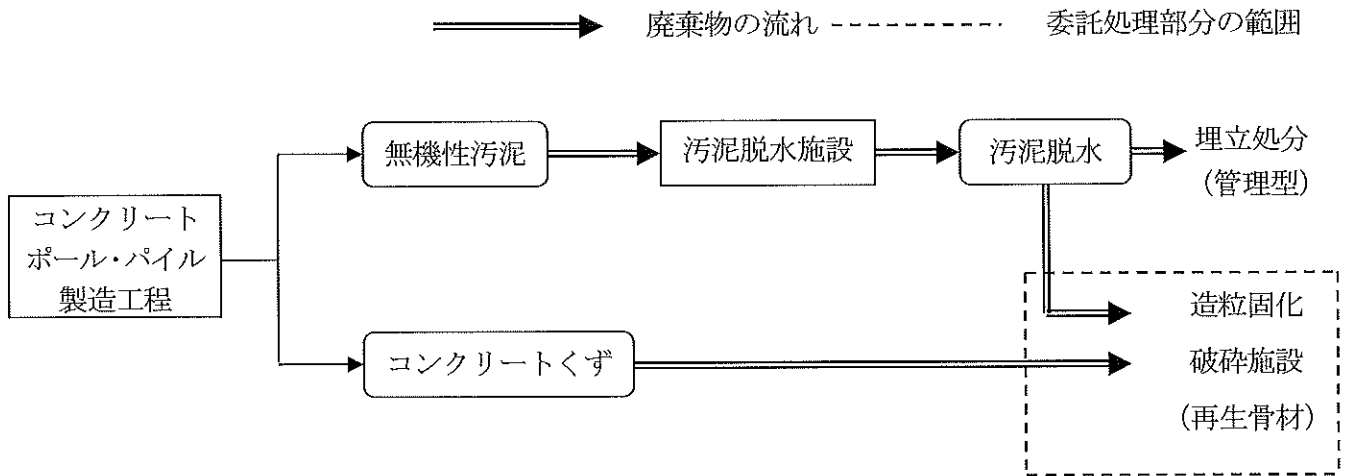 廃棄物の流れ
委託処理部分の範囲
無機性汚泥
汚泥脱水施設
汚泥脱水
埋立処分
(管理型)
コンクリート
ポール・パイル
製造工程
造粒固化
コンクリートくず
破砕施設
(再生骨材)